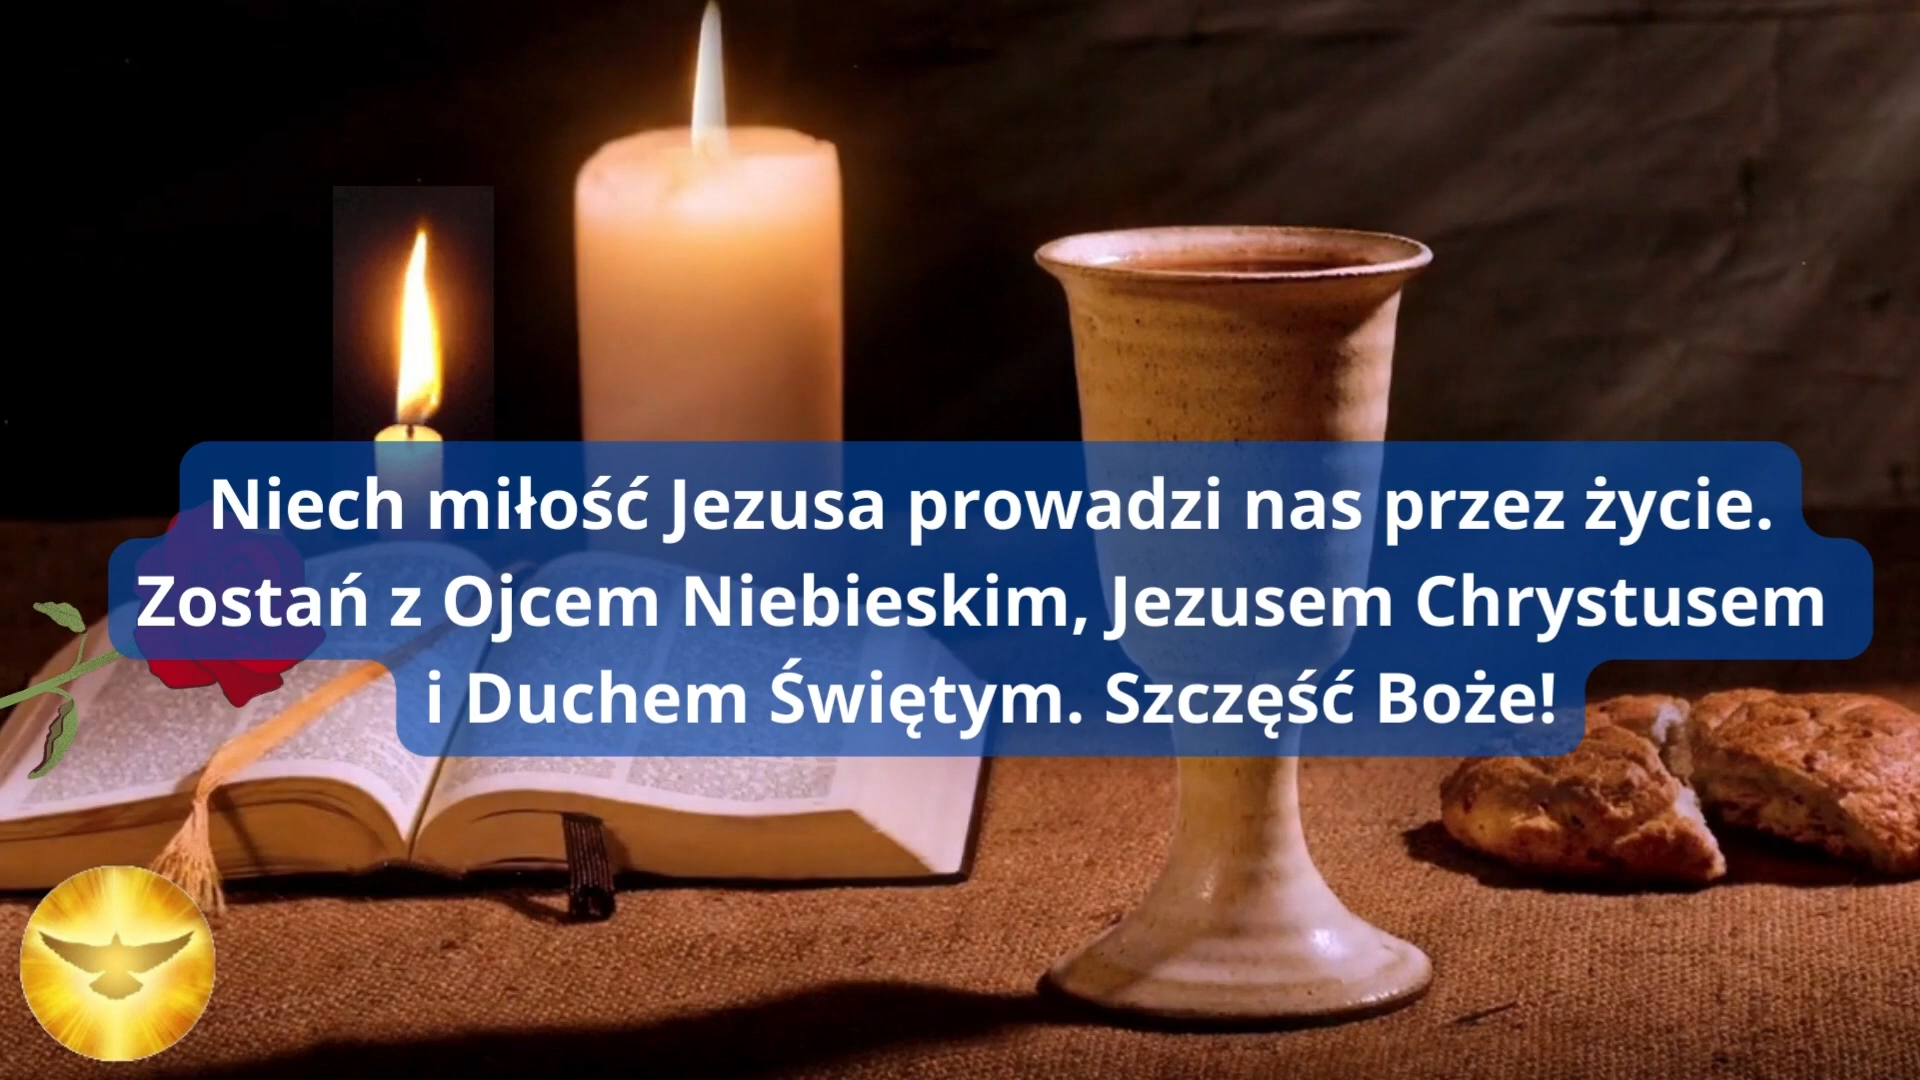 Niech miłość Jezusa prowadzi nas przez życie.
Zostań z Ojcem Niebieskim, Jezusem Chrystusem
i Duchem Świętym. Szczęść Boże!